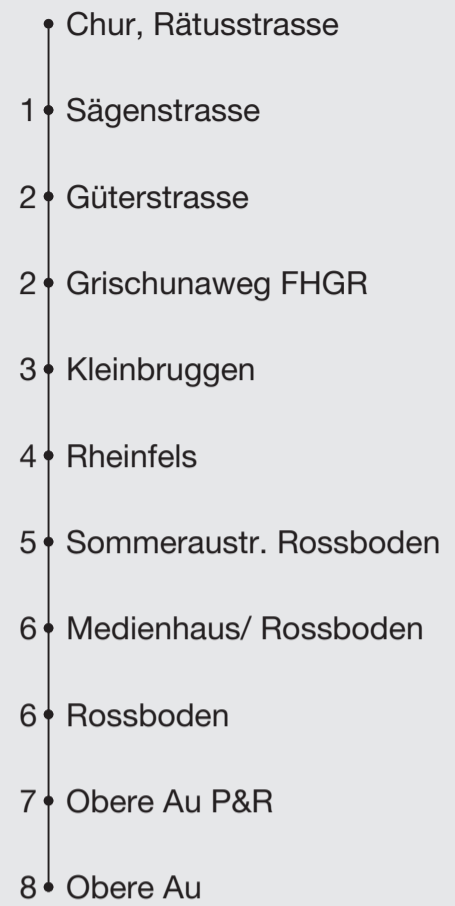 Chur, Rätusstrasse
1 Sägenstrasse
2 Güterstrasse
2 Grischunaweg FHGR
3 Kleinbruggen
4 Rheinfels
5 Sommeraustr. Rossboden
6 Medienhaus/ Rossboden
6 Rossboden
7 Obere Au P&R
8 Obere Au